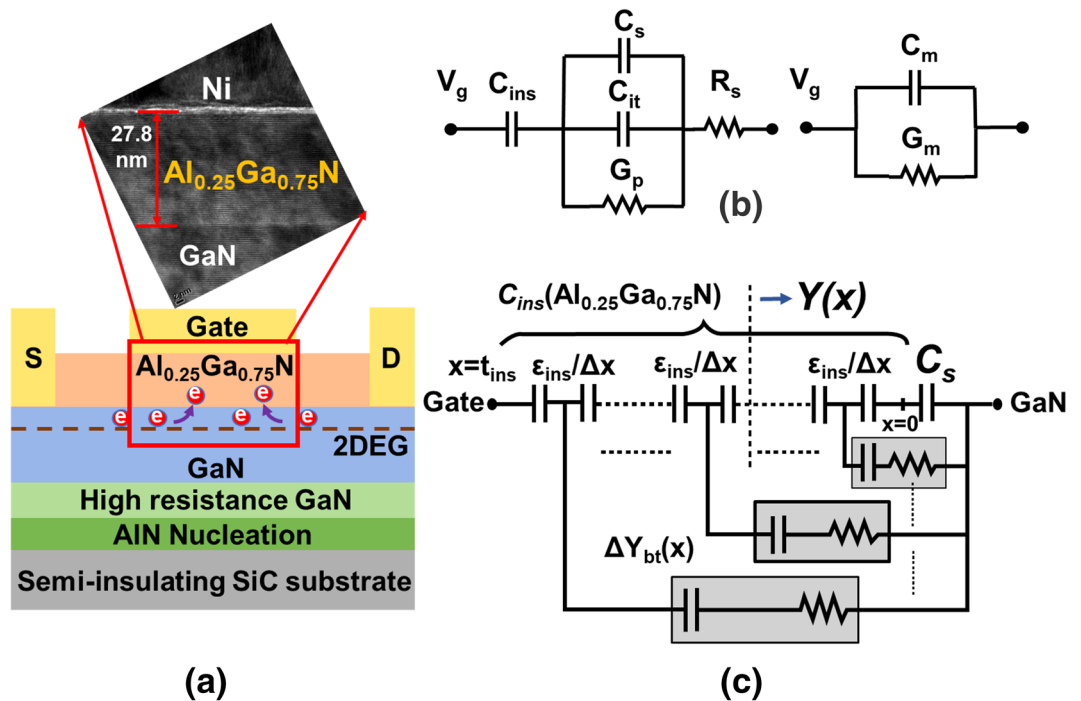 Ni
27.8
nm
Al0.25Ga0.75N
GaN
2 nm
Gate
S
D
Al0.25Ga0.75N
e e e e e e
2DEG
GaN
High resistance GaN
AlN Nucleation
Semi-insulating SiC substrate
(a)
Vg
Cins
Cs
Cit
Gp
Rs
Vg
Cm
Gm
(b)
Cins(Al0.25Ga0.75N)
Y(x)
x=tins
εins/Δx
εins/Δx
εins/Δx
Cs
Gate
x=0
GaN
ΔYbt(x)
(c)